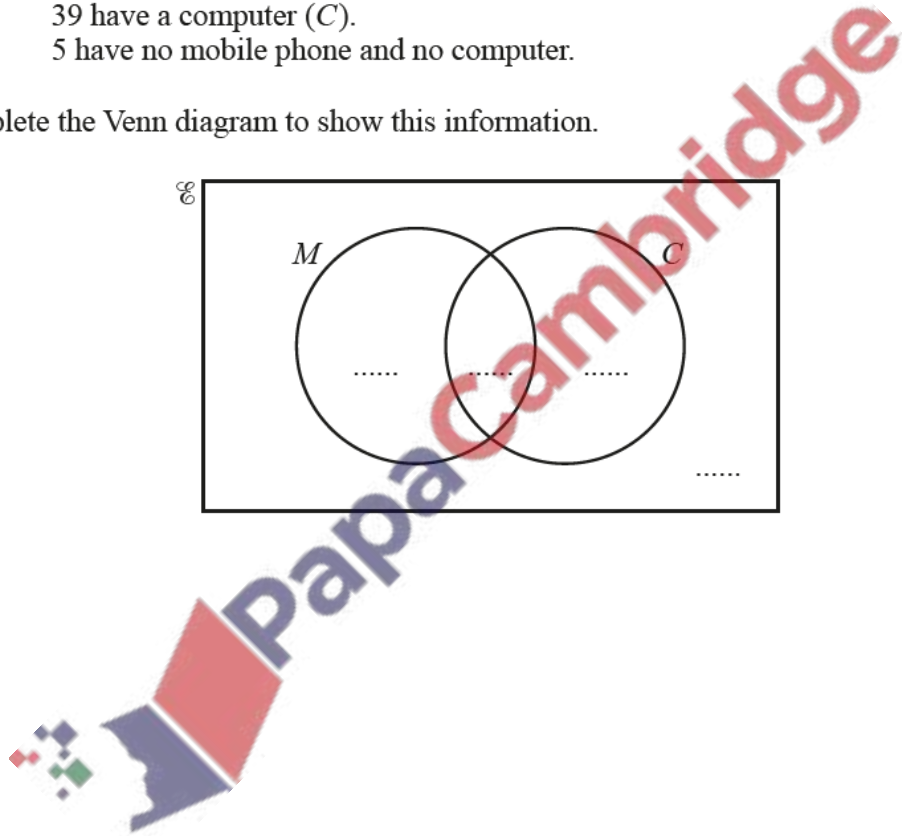 39 have a computer (C).
5 have no mobile phone and no computer.
plete the Venn diagram to show this information.
ℰ
M
C
...... ...... ......
......
PapaCambridge